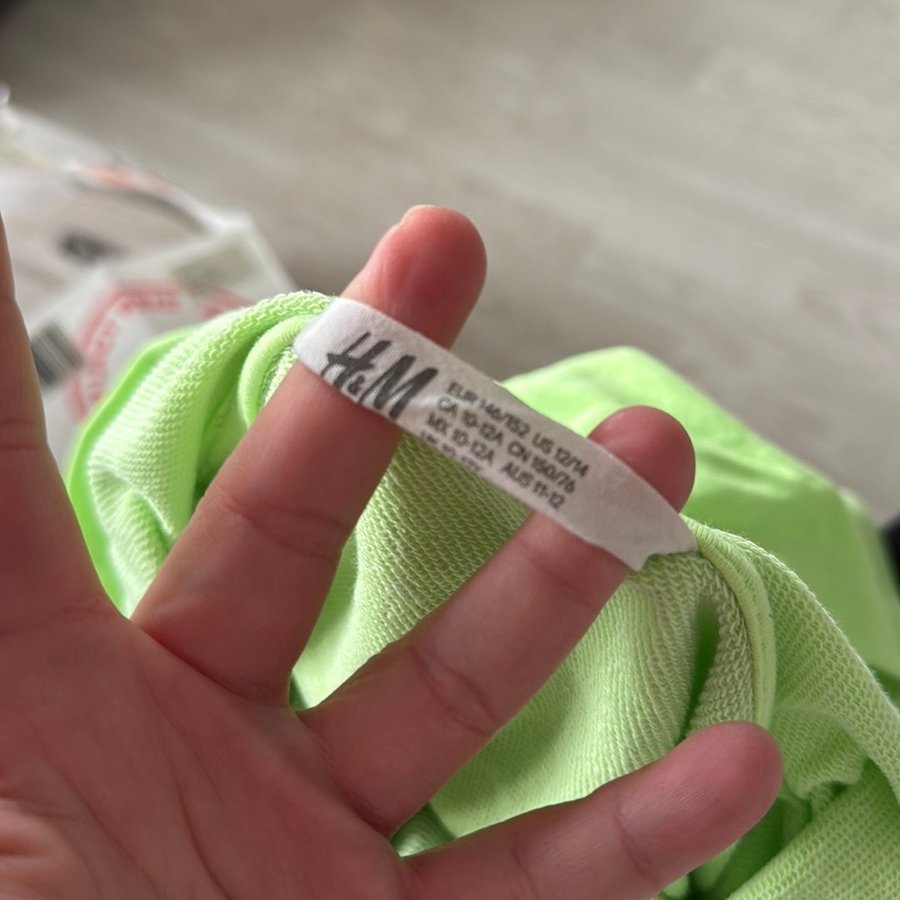 H&M
EUR 146/152 US 12/14
CA 10-12A CN 150/76
MX 10-12A AUS 11-12